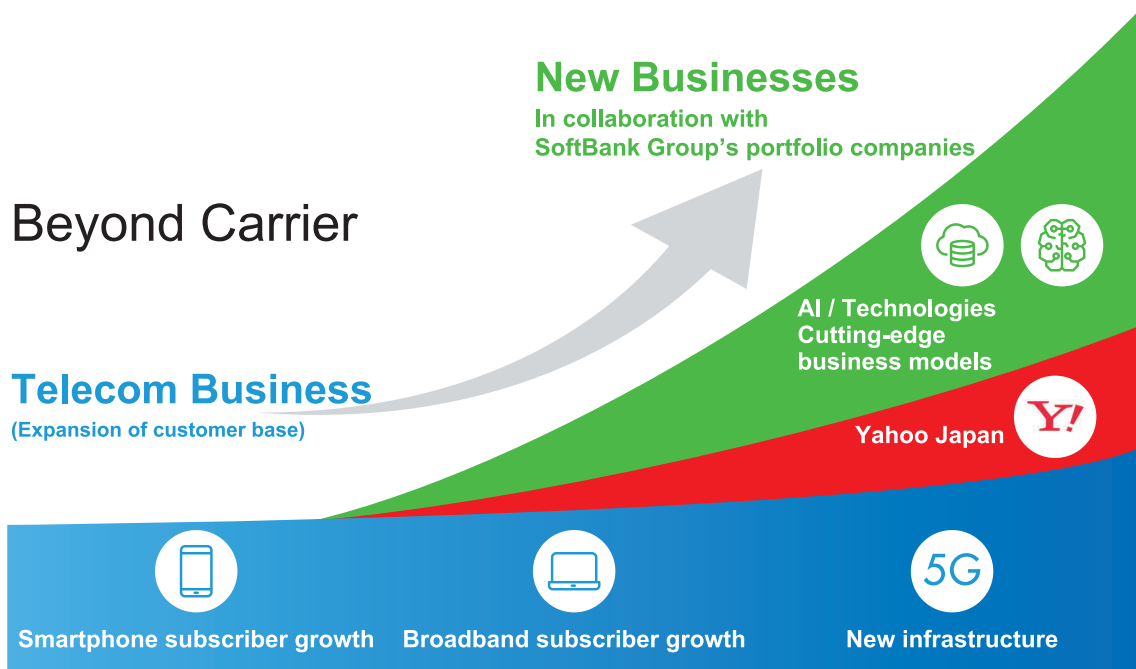 New Businesses
In collaboration with
SoftBank Group's portfolio companies
Beyond Carrier
Telecom Business
(Expansion of customer base)
AI / Technologies
Cutting-edge
business models
Yahoo Japan
Y!
5G
Smartphone subscriber growth
Broadband subscriber growth
New infrastructure